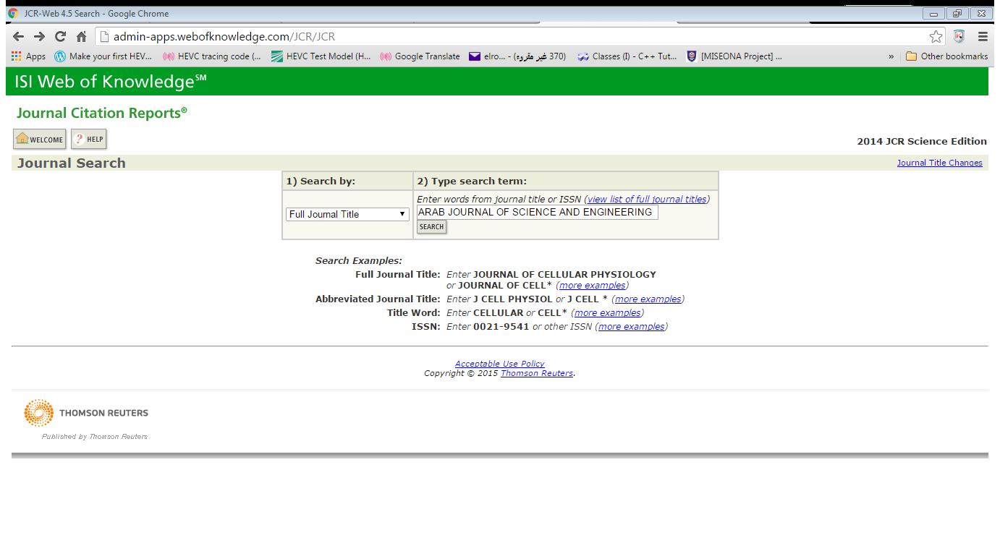 JCR-Web 4.5 Search - Google Chrome
admin-apps.webofknowledge.com/JCR/JCR
Apps Make your first HEV... HEVC tracing code (... HEVC Test Model (H... Google Translate elro... - (370 غير مقروء) Classes (I) - C++ Tut... [MISEONA Project] ... » Other bookmarks
ISI Web of Knowledge℠
Journal Citation Reports®
WELCOME ? HELP
2014 JCR Science Edition
Journal Search
Journal Title Changes
1) Search by: 2) Type search term:
Enter words from journal title or ISSN (view list of full journal titles)
Full Journal Title ARAB JOURNAL OF SCIENCE AND ENGINEERING
SEARCH
Search Examples:
Full Journal Title: Enter JOURNAL OF CELLULAR PHYSIOLOGY
or JOURNAL OF CELL* (more examples)
Abbreviated Journal Title: Enter J CELL PHYSIOL or J CELL * (more examples)
Title Word: Enter CELLULAR or CELL* (more examples)
ISSN: Enter 0021-9541 or other ISSN (more examples)
Acceptable Use Policy
Copyright © 2015 Thomson Reuters.
THOMSON REUTERS
Published by Thomson Reuters